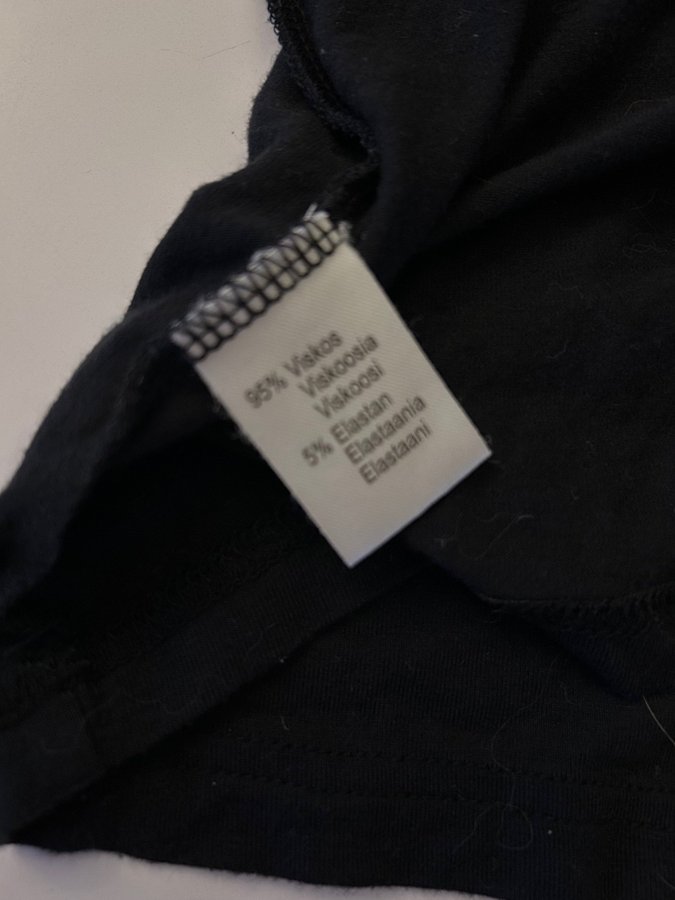 95% Viskos
Viskoosia
Viskoosi
5% Elastan
Elastaania
Elastaani